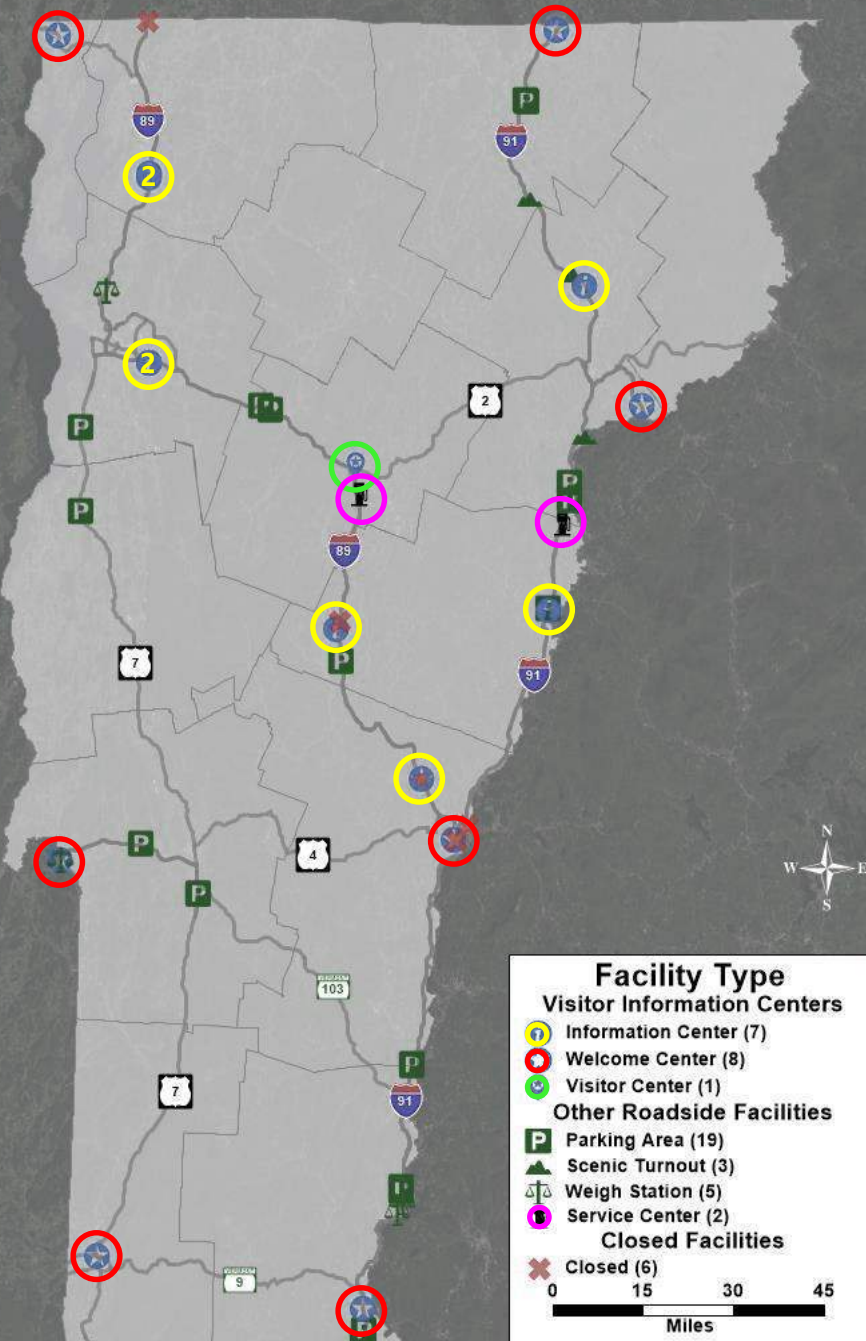 89
91
2
2
2
89
7
91
4
N
W
E
S
VERMONT
103
7
91
VERMONT
9
P
P
P
P
P
P
P
P
P
P
Facility Type
Visitor Information Centers
Information Center (7)
Welcome Center (8)
Visitor Center (1)
Other Roadside Facilities
P Parking Area (19)
Scenic Turnout (3)
Weigh Station (5)
Service Center (2)
Closed Facilities
Closed (6)
0 15 30 45
Miles